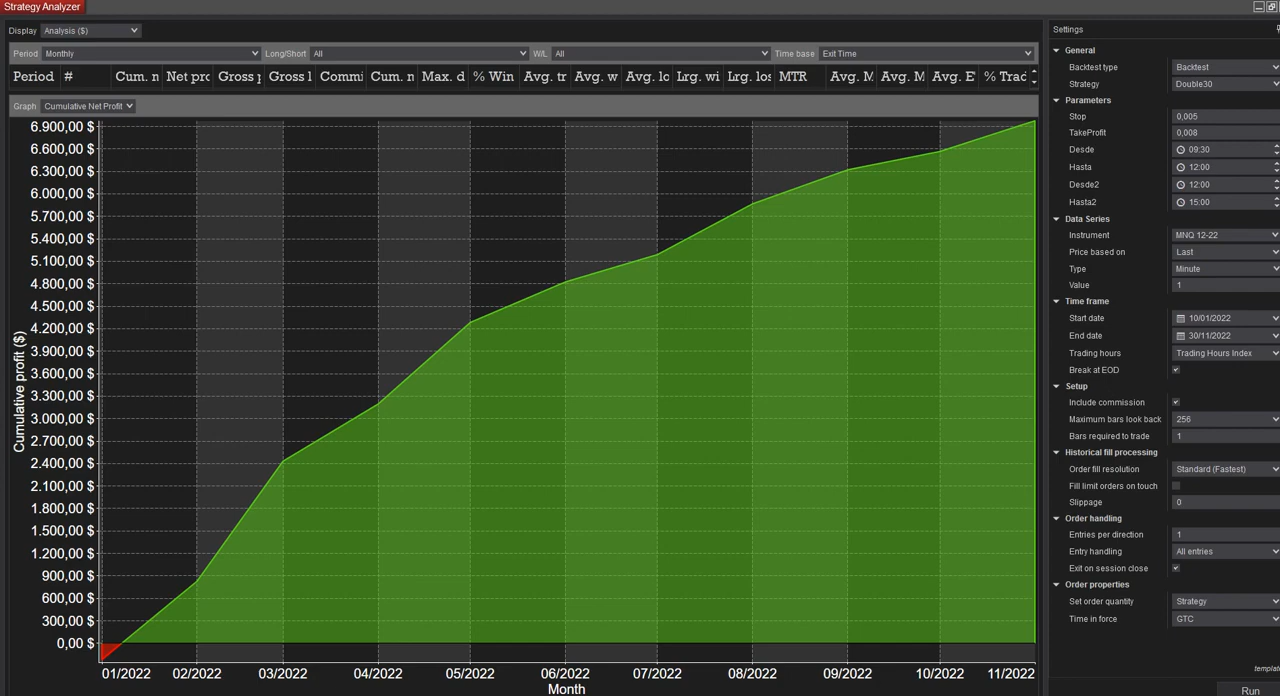 Strategy Analyzer
Display Analysis ($)
Period Monthly Long/Short All W/L All Time base Exit Time
Period # Cum. n Net pro Gross p Gross l Commi Cum. n Max. d % Win Avg. tr Avg. w Avg. lo Lrg. wi Lrg. los MTR Avg. M Avg. M Avg. E % Trad
Graph Cumulative Net Profit
6.900,00 $
6.600,00 $
6.300,00 $
6.000,00 $
5.700,00 $
5.400,00 $
5.100,00 $
4.800,00 $
4.500,00 $
4.200,00 $
3.900,00 $
3.600,00 $
3.300,00 $
3.000,00 $
2.700,00 $
2.400,00 $
2.100,00 $
1.800,00 $
1.500,00 $
1.200,00 $
900,00 $
600,00 $
300,00 $
0,00 $
Cumulative profit ($)
01/2022 02/2022 03/2022 04/2022 05/2022 06/2022 07/2022 08/2022 09/2022 10/2022 11/2022
Month
Settings
General
Backtest type Backtest
Strategy Double30
Parameters
Stop 0,005
TakeProfit 0,008
Desde 09:30
Hasta 12:00
Desde2 12:00
Hasta2 15:00
Data Series
Instrument MNQ 12-22
Price based on Last
Type Minute
Value 1
Time frame
Start date 10/01/2022
End date 30/11/2022
Trading hours Trading Hours Index
Break at EOD
Setup
Include commission
Maximum bars look back 256
Bars required to trade 1
Historical fill processing
Order fill resolution Standard (Fastest)
Fill limit orders on touch
Slippage 0
Order handling
Entries per direction 1
Entry handling All entries
Exit on session close
Order properties
Set order quantity Strategy
Time in force GTC
template
Run